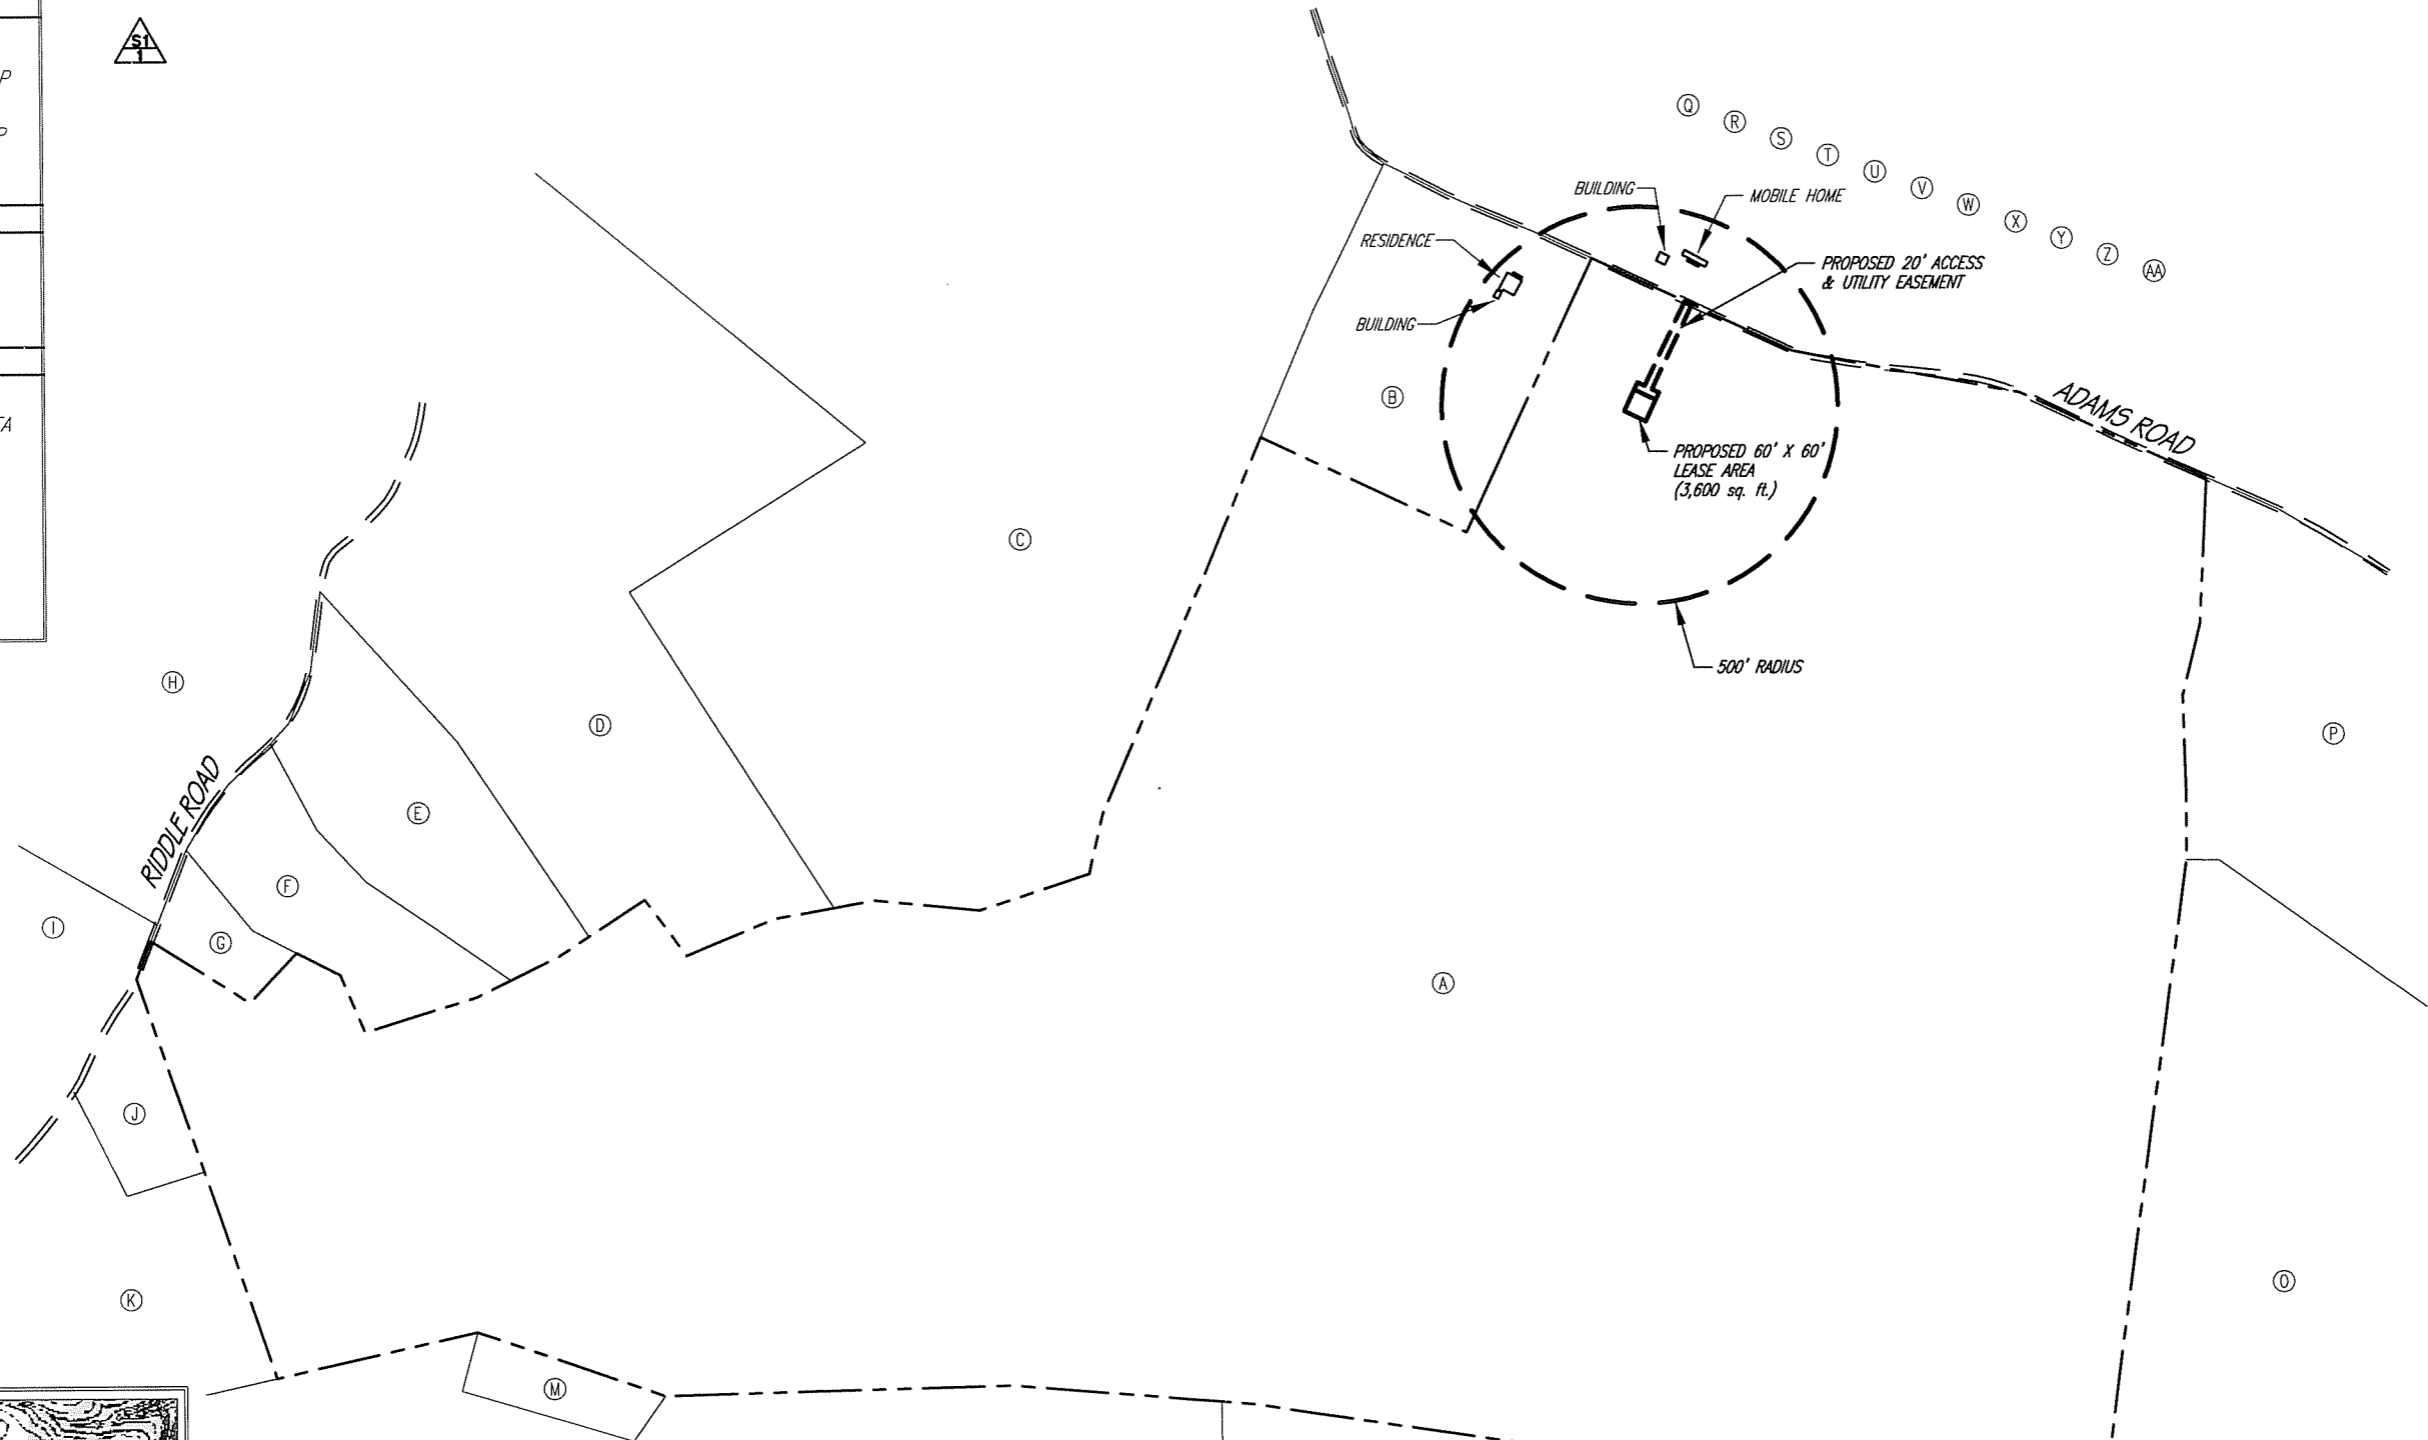 S1
1
P
P
TA
Q
R
S
T
U
V
W
X
Y
Z
AA
BUILDING
MOBILE HOME
RESIDENCE
PROPOSED 20' ACCESS
& UTILITY EASEMENT
BUILDING
B
ADAMS ROAD
PROPOSED 60' X 60'
LEASE AREA
(3,600 sq. ft.)
C
500' RADIUS
H
D
P
RIDDLE ROAD
E
F
I
G
A
J
K
O
M